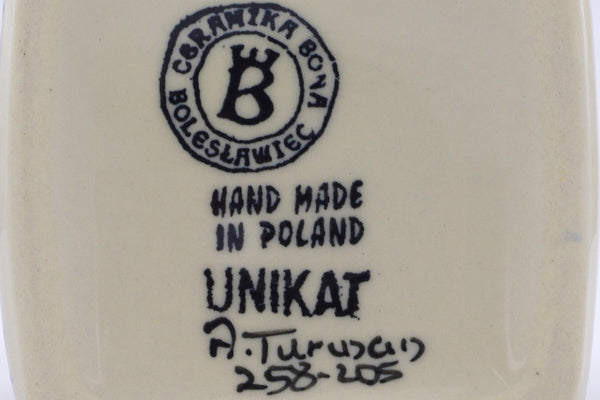 CERAMIKA BONA
BOLESŁAWIEC
B
HAND MADE
IN POLAND
UNIKAT
A.
258-205